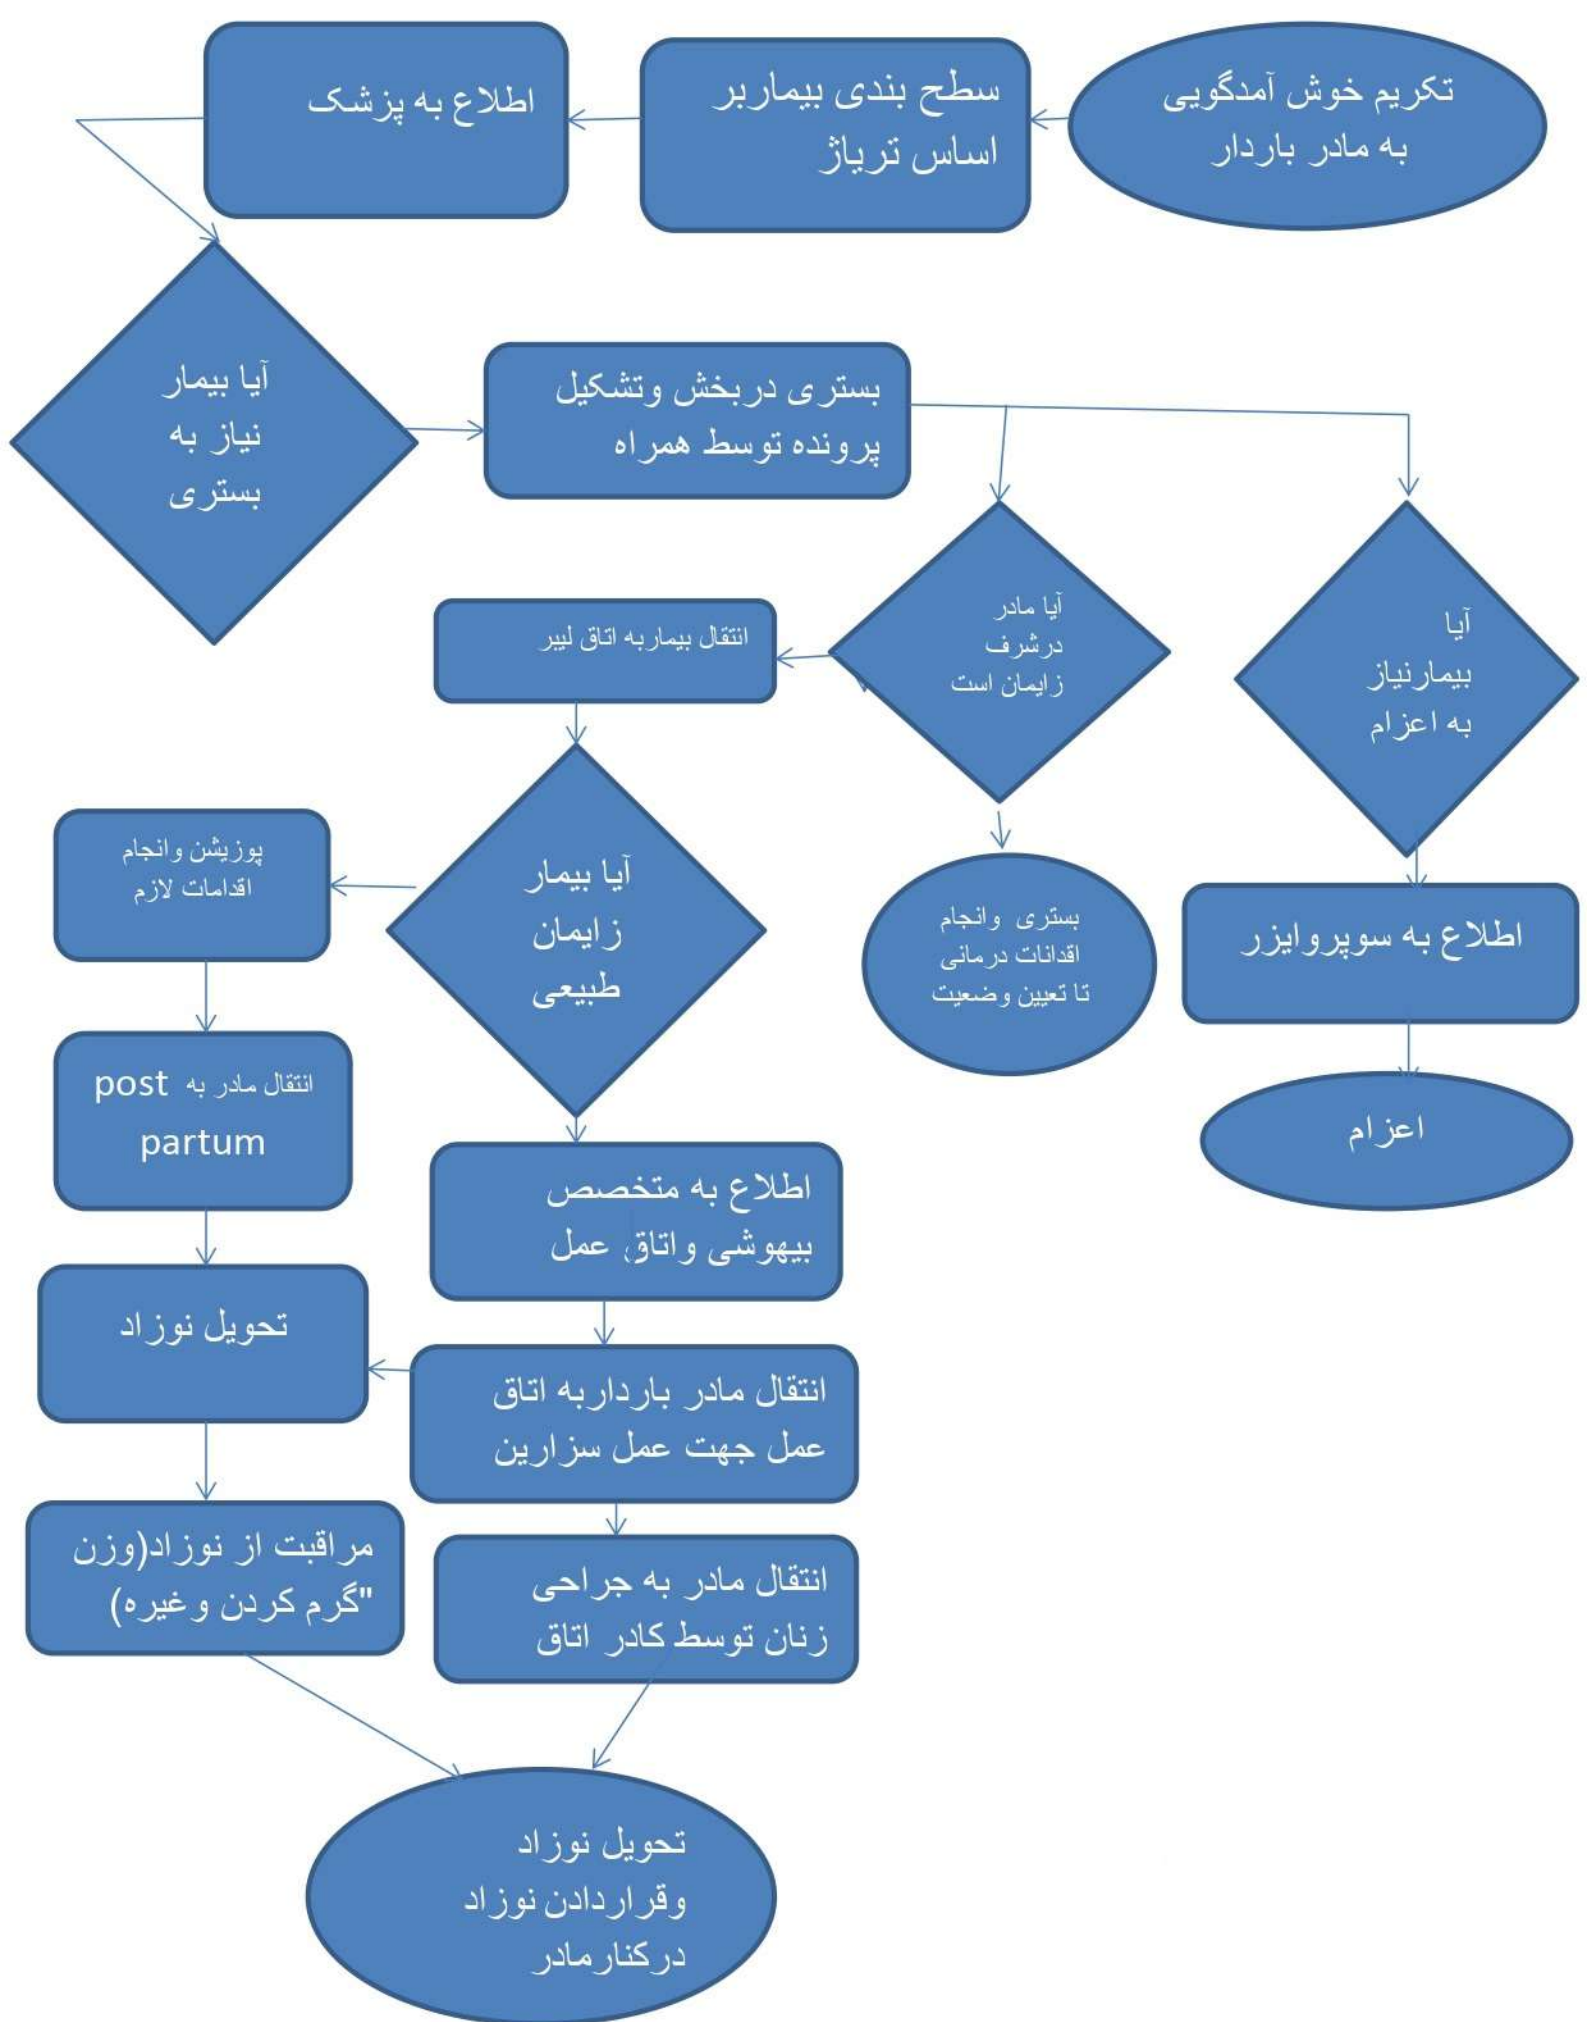 تکریم خوش آمدگویی
به مادر باردار
سطح بندی بیماربر
اساس تریاژ
اطلاع به پزشک
آیا بیمار
نیاز به
بستری
بستری دربخش وتشکیل
پرونده توسط همراه
آیا مادر
درشرف
زایمان است
آیا
بیمارنیاز
به اعزام
انتقال بیماربه اتاق لیبر
آیا بیمار
زایمان
طبیعی
پوزیشن وانجام
اقدامات لازم
بستری وانجام
اقدانات درمانی
تا تعیین وضعیت
اطلاع به سوپروایزر
اعزام
انتقال مادر به post
partum
اطلاع به متخصص
بیهوشی واتاق عمل
تحویل نوزاد
انتقال مادر بارداربه اتاق
عمل جهت عمل سزارین
مراقبت از نوزاد(وزن
"گرم کردن وغیره)
انتقال مادر به جراحی
زنان توسط کادر اتاق
تحویل نوزاد
وقراردادن نوزاد
درکنارمادر